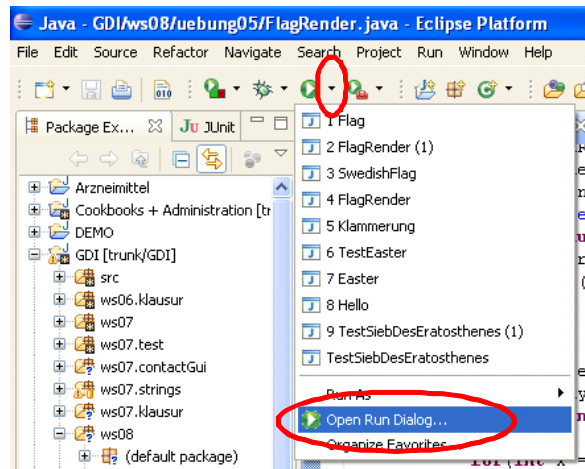 Java - GDI/ws08/uebung05/FlagRender.java - Eclipse Platform
File Edit Source Refactor Navigate Search Project Run Window Help
Package Ex... JUnit
Arzneimittel
Cookbooks + Administration [tr
DEMO
GDI [trunk/GDI]
src
ws06.klausur
ws07
ws07.test
ws07.contactGui
ws07.strings
ws07.klausur
ws08
(default package)
1 Flag
2 FlagRender (1)
3 SwedishFlag
4 FlagRender
5 Klammerung
6 TestEaster
7 Easter
8 Hello
9 TestSiebDesEratosthenes (1)
TestSiebDesEratosthenes
Run As
Open Run Dialog...
Organize Favorites...
for(int x =